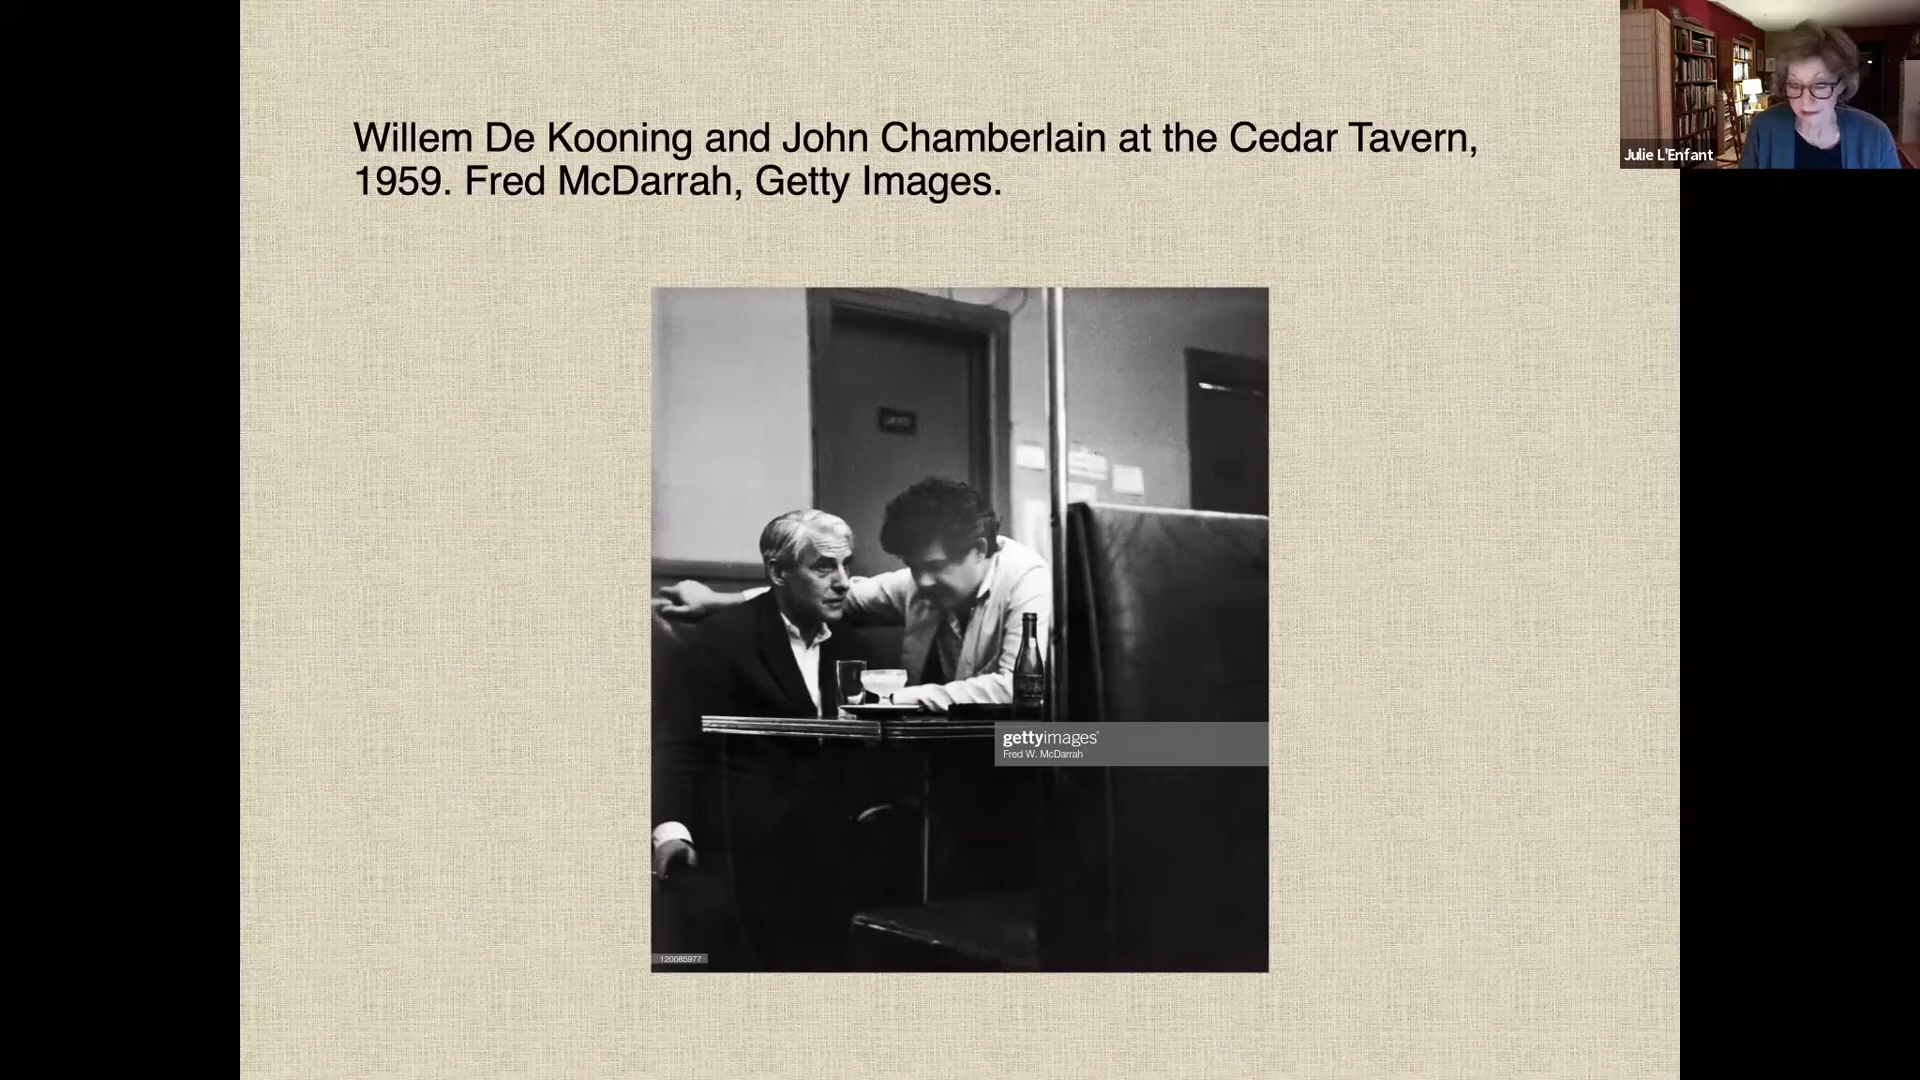 Willem De Kooning and John Chamberlain at the Cedar Tavern,
1959. Fred McDarrah, Getty Images.
Julie L'Enfant
gettyimages®
Fred W. McDarrah
120085977